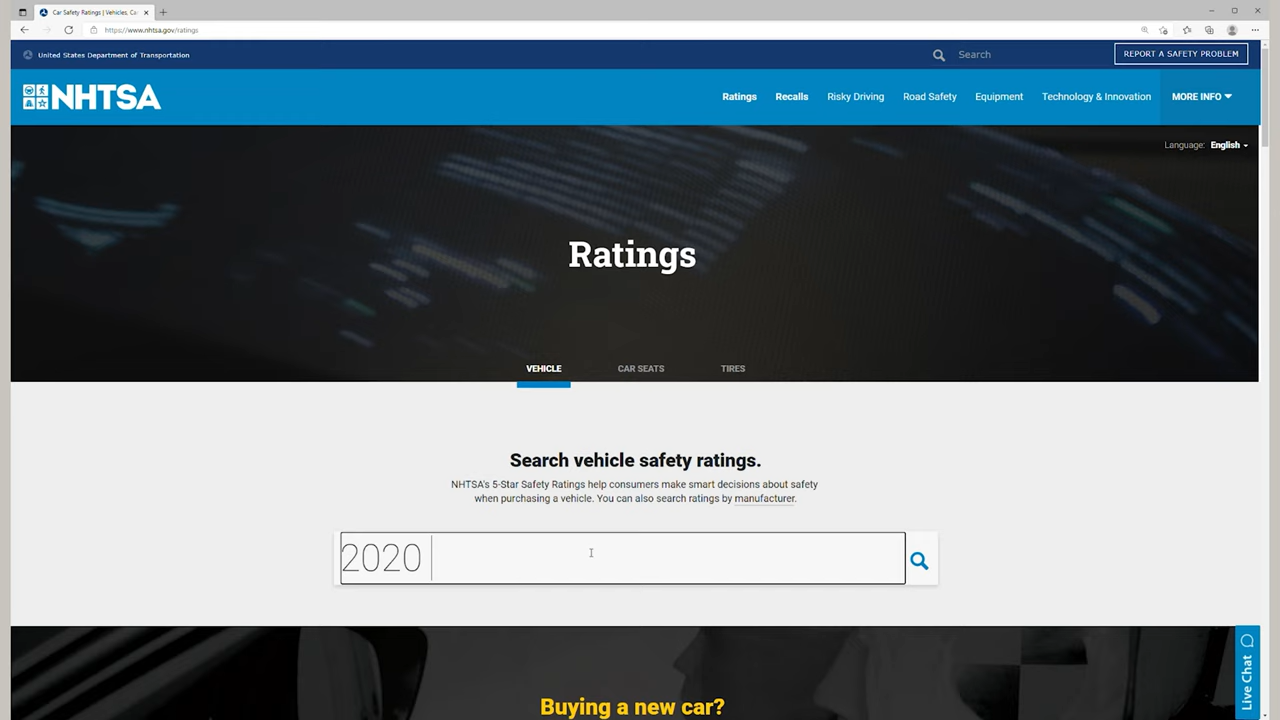 Car Safety Ratings | Vehicles, Ca
https://www.nhtsa.gov/ratings
United States Department of Transportation
Search
REPORT A SAFETY PROBLEM
NHTSA
Ratings
Recalls
Risky Driving
Road Safety
Equipment
Technology & Innovation
MORE INFO
Language: English
Ratings
VEHICLE
CAR SEATS
TIRES
Search vehicle safety ratings.
NHTSA's 5-Star Safety Ratings help consumers make smart decisions about safety
when purchasing a vehicle. You can also search ratings by manufacturer.
2020
Live Chat
Buying a new car?